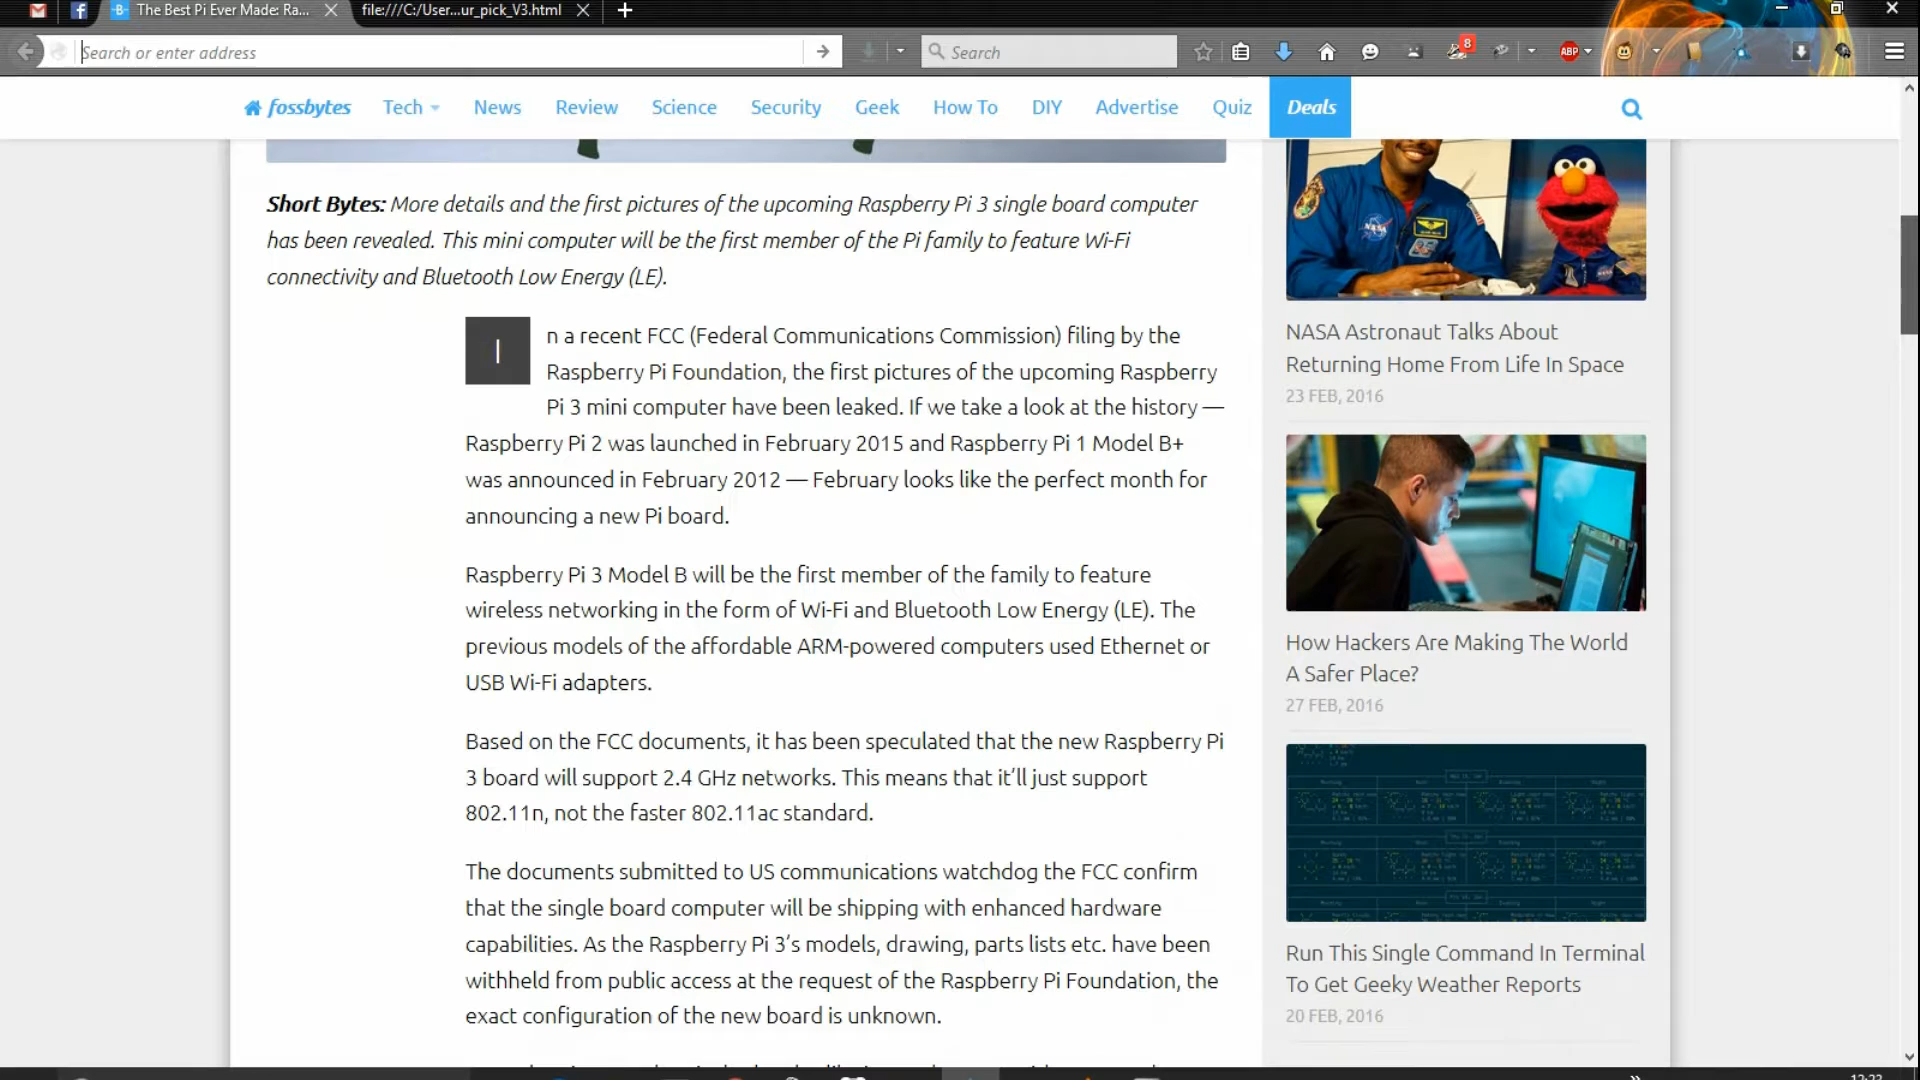 The Best Pi Ever Made: Ra...
file:///C:/User...ur_pick_V3.html
Search or enter address
Search
8
ABP
fossbytes
Tech
News
Review
Science
Security
Geek
How To
DIY
Advertise
Quiz
Deals
Short Bytes: More details and the first pictures of the upcoming Raspberry Pi 3 single board computer
has been revealed. This mini computer will be the first member of the Pi family to feature Wi-Fi
connectivity and Bluetooth Low Energy (LE).
In a recent FCC (Federal Communications Commission) filing by the
Raspberry Pi Foundation, the first pictures of the upcoming Raspberry
Pi 3 mini computer have been leaked. If we take a look at the history —
Raspberry Pi 2 was launched in February 2015 and Raspberry Pi 1 Model B+
was announced in February 2012 — February looks like the perfect month for
announcing a new Pi board.
Raspberry Pi 3 Model B will be the first member of the family to feature
wireless networking in the form of Wi-Fi and Bluetooth Low Energy (LE). The
previous models of the affordable ARM-powered computers used Ethernet or
USB Wi-Fi adapters.
Based on the FCC documents, it has been speculated that the new Raspberry Pi
3 board will support 2.4 GHz networks. This means that it’ll just support
802.11n, not the faster 802.11ac standard.
The documents submitted to US communications watchdog the FCC confirm
that the single board computer will be shipping with enhanced hardware
capabilities. As the Raspberry Pi 3’s models, drawing, parts lists etc. have been
withheld from public access at the request of the Raspberry Pi Foundation, the
exact configuration of the new board is unknown.
NASA
NASA Astronaut Talks About
Returning Home From Life In Space
23 FEB, 2016
How Hackers Are Making The World
A Safer Place?
27 FEB, 2016
Run This Single Command In Terminal
To Get Geeky Weather Reports
20 FEB, 2016